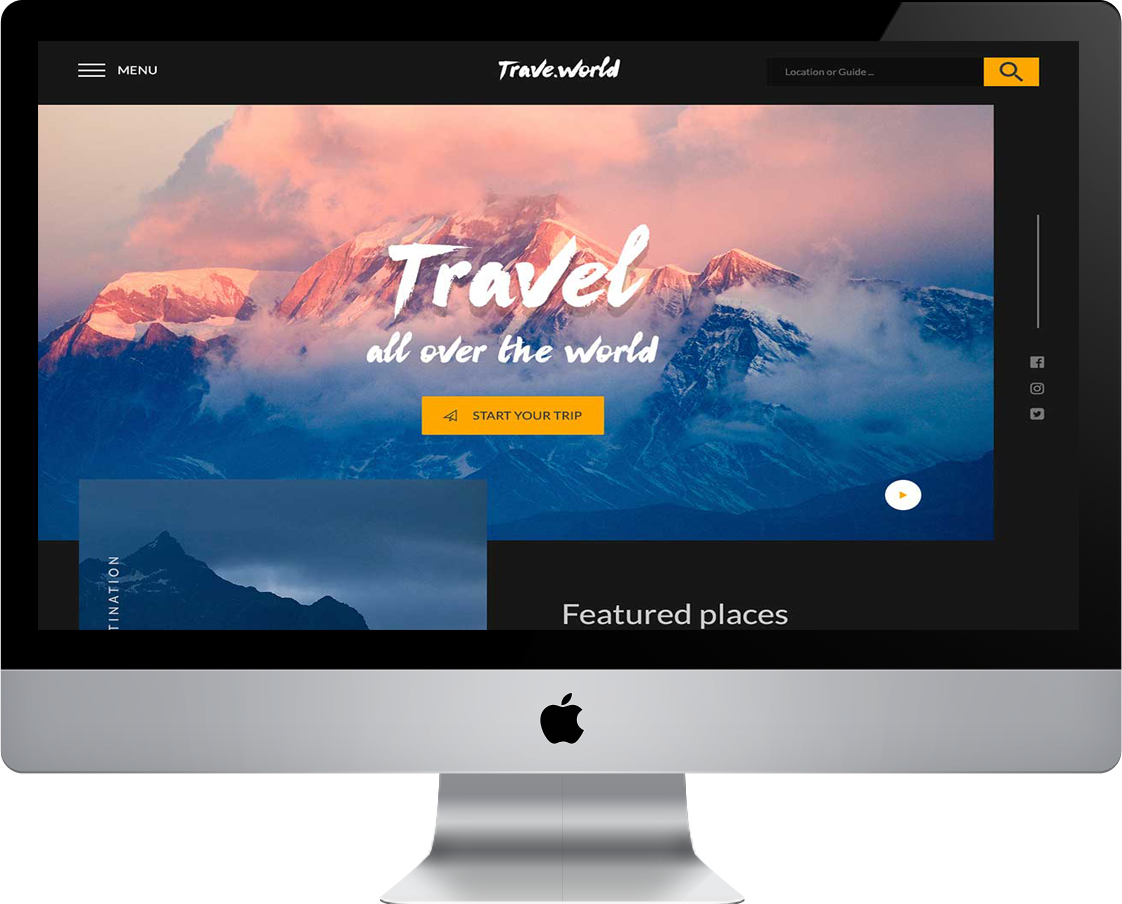 MENU
Trave.world
Location or Guide ...
Travel
all over the world
START YOUR TRIP
TINATION
Featured places